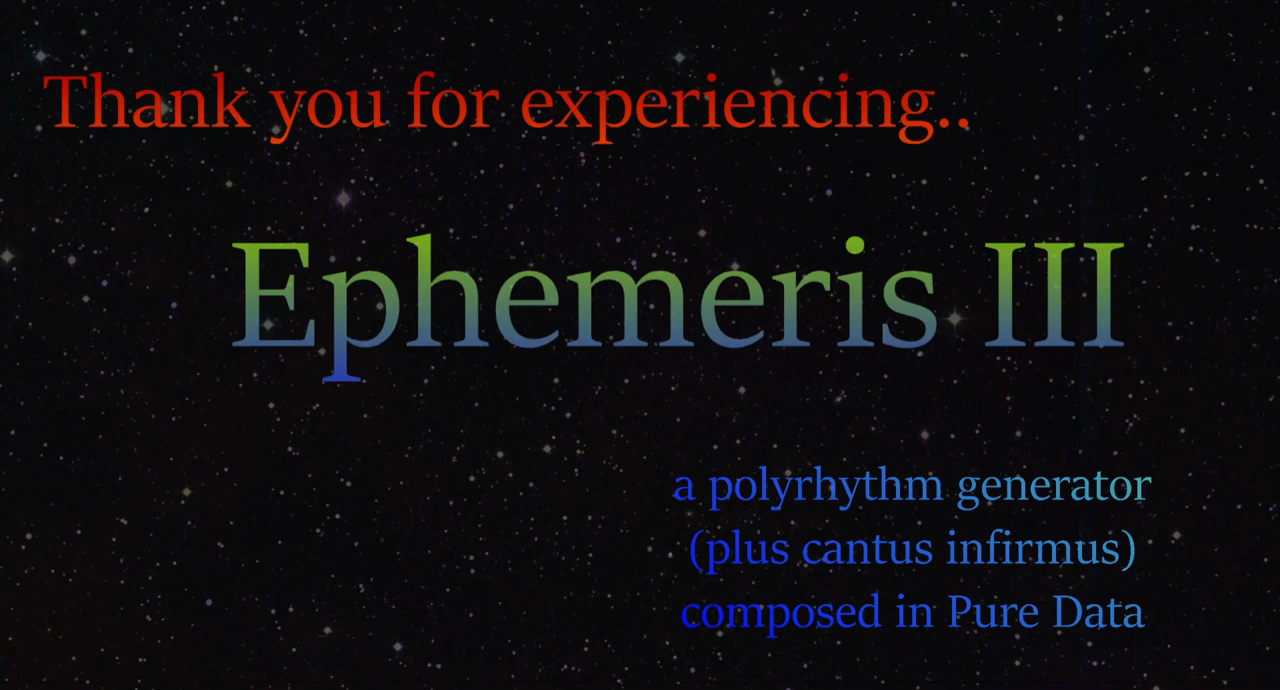 Thank you for experiencing..
Ephemeris III
a polyrhythm generator
(plus cantus infirmus)
composed in Pure Data